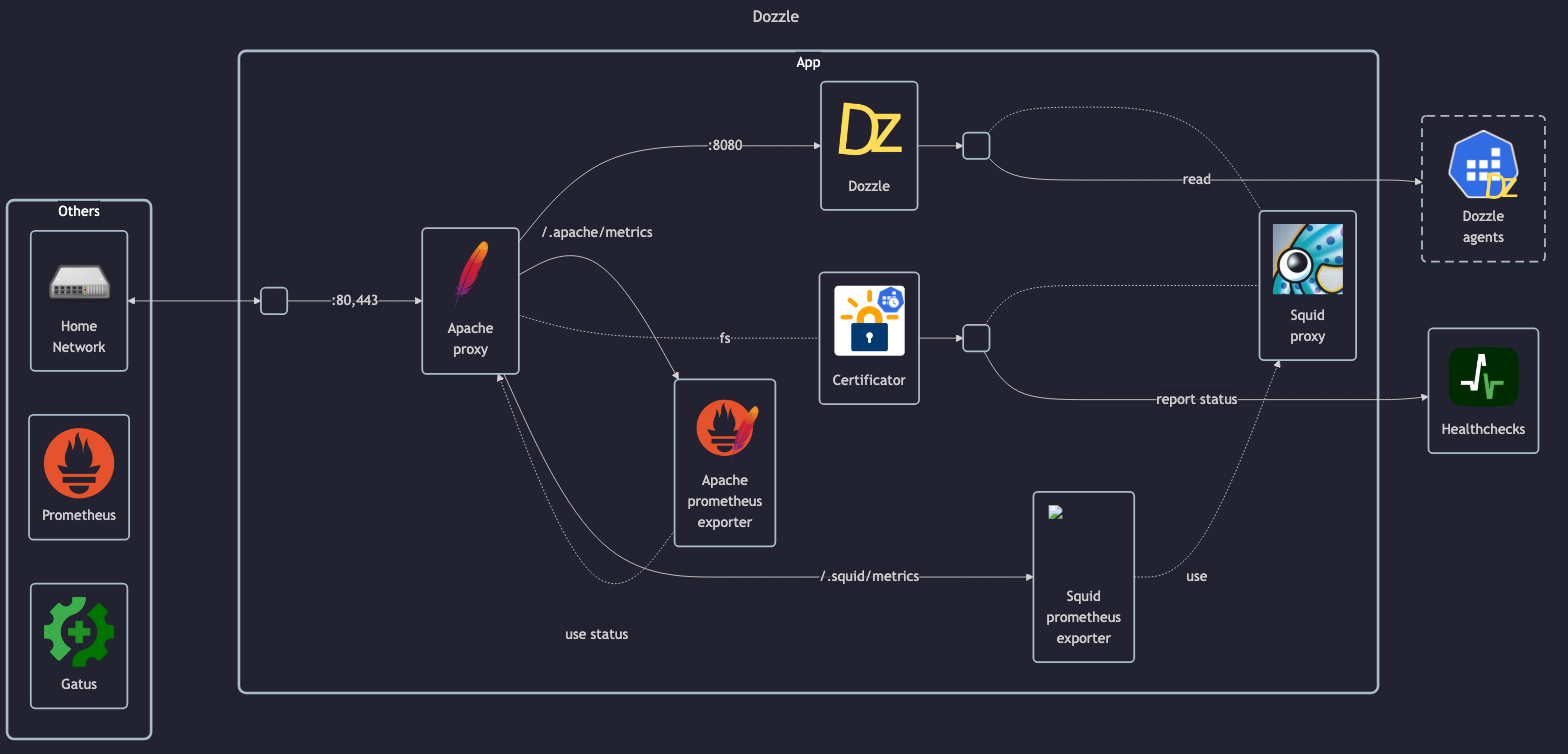 Dozzle
App
Others
Home
Network
Prometheus
Gatus
:80,443
Apache
proxy
:8080
/.apache/metrics
fs
Apache
prometheus
exporter
use status
/.squid/metrics
DZ
Dozzle
Certificator
read
report status
Squid
prometheus
exporter
use
Squid
proxy
DZ
Dozzle
agents
Healthchecks